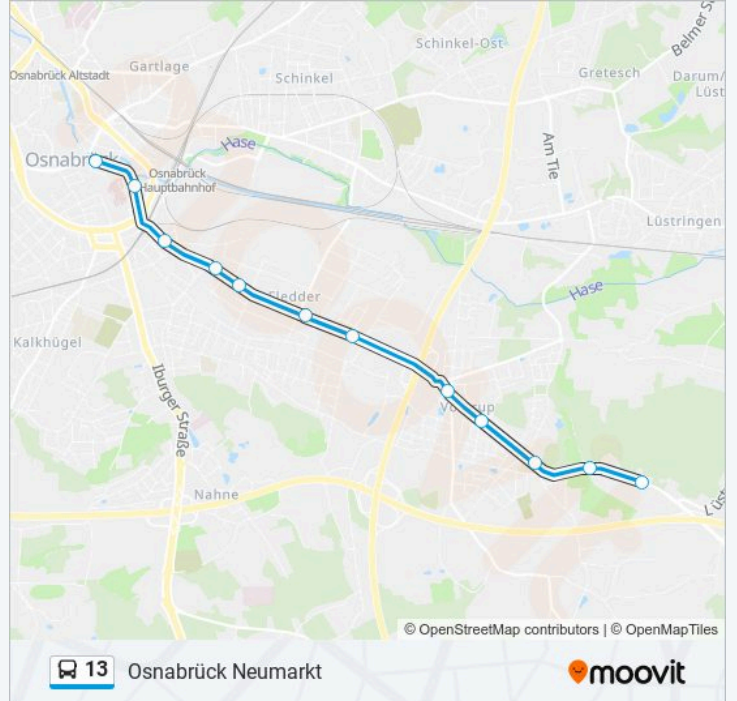 Schinkel-Ost
Belmer S
Gartlage
Osnabrück Altstadt
Schinkel
Gretesch
Darum/
Lüst
Hase
Am Tie
Osnabrück
Osnabrück
Hauptbahnhof
Lüstringen
Hase
Fledder
Kalkhügel
Iburger Straße
Voxtrup
Nahne
Lüst
© OpenStreetMap contributors | © OpenMapTiles
13 Osnabrück Neumarkt
moovit